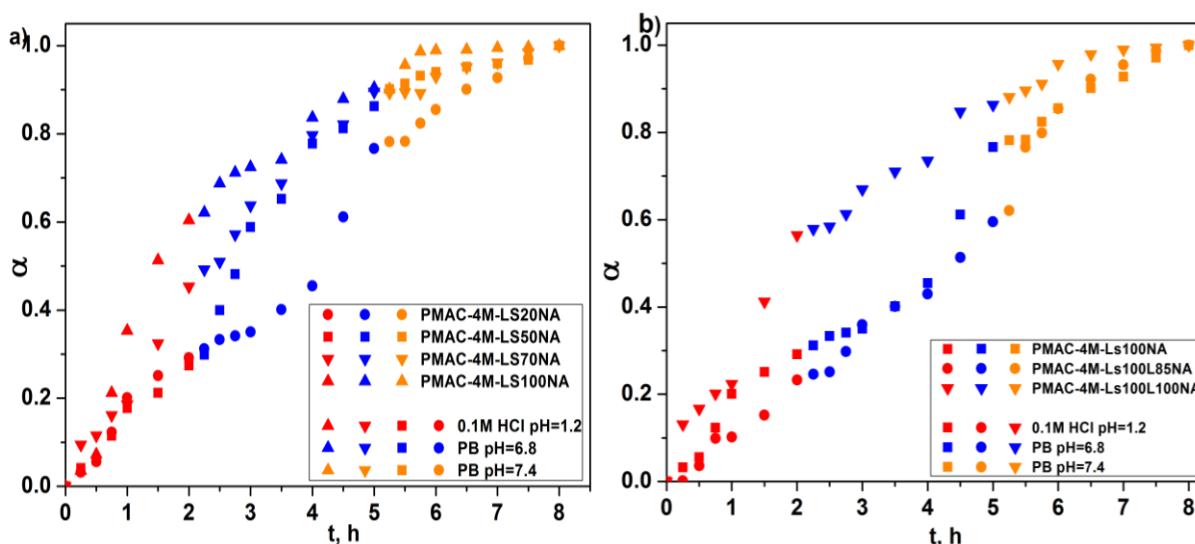 a)
1.0
0.8
0.6
0.4
0.2
0.0
α
0 1 2 3 4 5 6 7 8
t, h
PMAC-4M-LS20NA
PMAC-4M-LS50NA
PMAC-4M-LS70NA
PMAC-4M-LS100NA
0.1M HCl pH=1.2
PB pH=6.8
PB pH=7.4
b)
1.0
0.8
0.6
0.4
0.2
0.0
α
0 1 2 3 4 5 6 7 8
t, h
PMAC-4M-Ls100NA
PMAC-4M-Ls100L85NA
PMAC-4M-Ls100L100NA
0.1M HCl pH=1.2
PB pH=6.8
PB pH=7.4